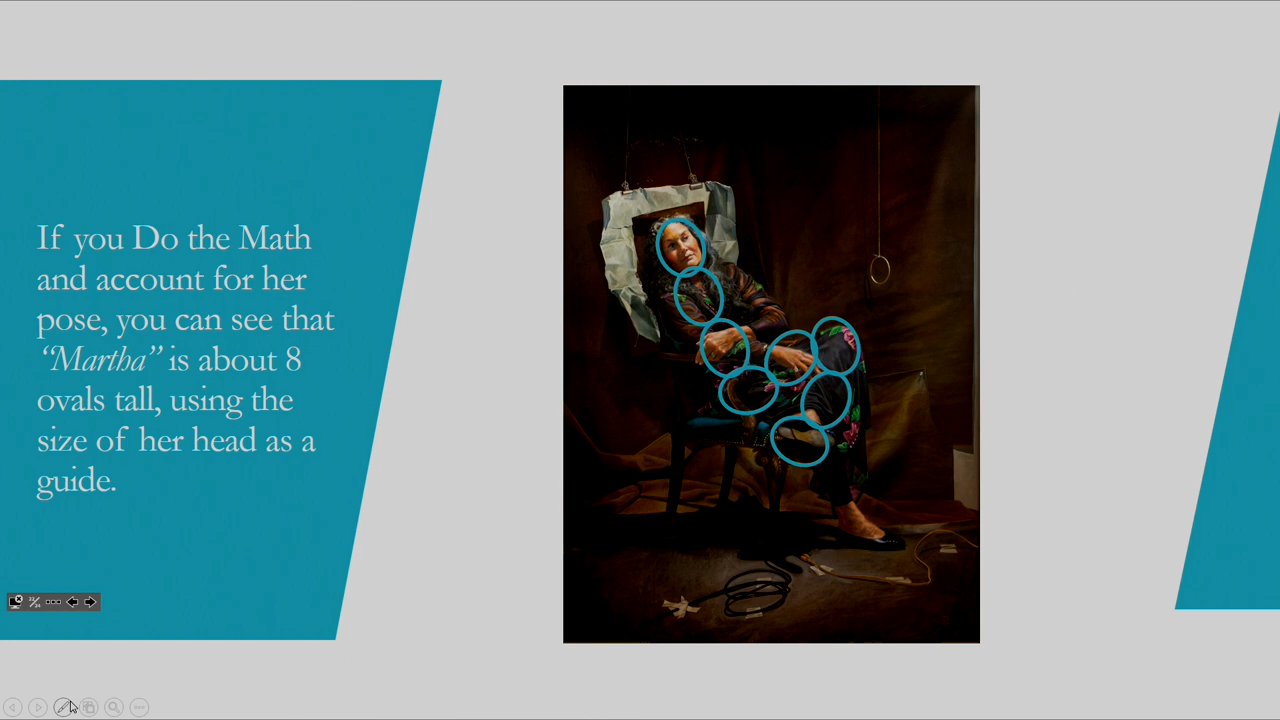 If you Do the Math
and account for her
pose, you can see that
“Martha” is about 8
ovals tall, using the
size of her head as a
guide.